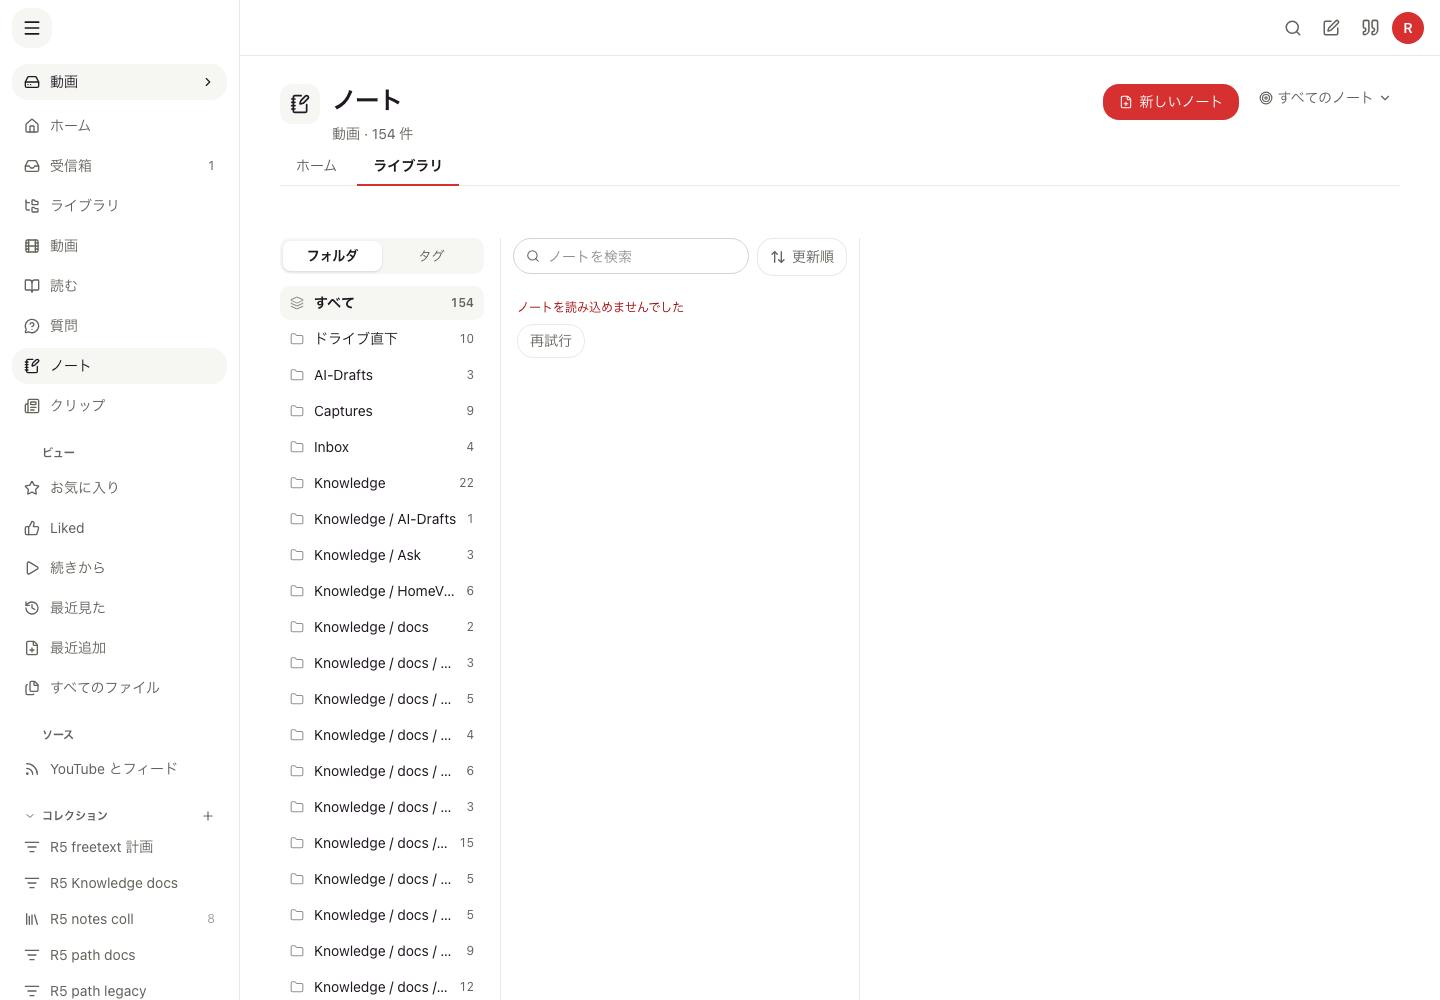 R
動画
ホーム
受信箱 1
ライブラリ
動画
読む
質問
ノート
クリップ
ビュー
お気に入り
Liked
続きから
最近見た
最近追加
すべてのファイル
ソース
YouTube とフィード
コレクション
R5 freetext 計画
R5 Knowledge docs
R5 notes coll 8
R5 path docs
R5 path legacy
ノート
動画 · 154 件
新しいノート
すべてのノート
ホーム
ライブラリ
フォルダ
タグ
すべて 154
ドライブ直下 10
AI-Drafts 3
Captures 9
Inbox 4
Knowledge 22
Knowledge / AI-Drafts 1
Knowledge / Ask 3
Knowledge / HomeV... 6
Knowledge / docs 2
Knowledge / docs / ... 3
Knowledge / docs / ... 5
Knowledge / docs / ... 4
Knowledge / docs / ... 6
Knowledge / docs / ... 3
Knowledge / docs /... 15
Knowledge / docs / ... 5
Knowledge / docs / ... 5
Knowledge / docs / ... 9
Knowledge / docs /... 12
ノートを検索
更新順
ノートを読み込めませんでした
再試行